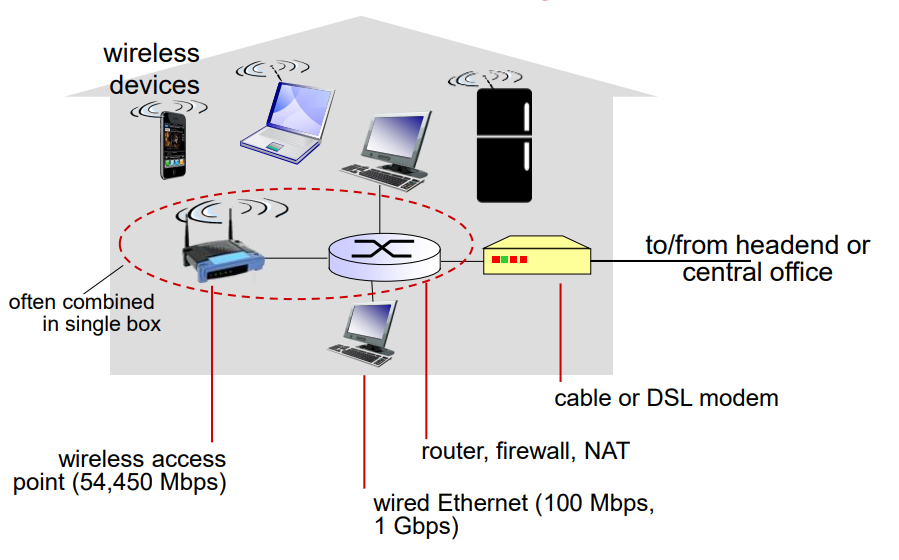 wireless
devices
to/from headend or
central office
often combined
in single box
cable or DSL modem
router, firewall, NAT
wireless access
point (54,450 Mbps)
wired Ethernet (100 Mbps,
1 Gbps)